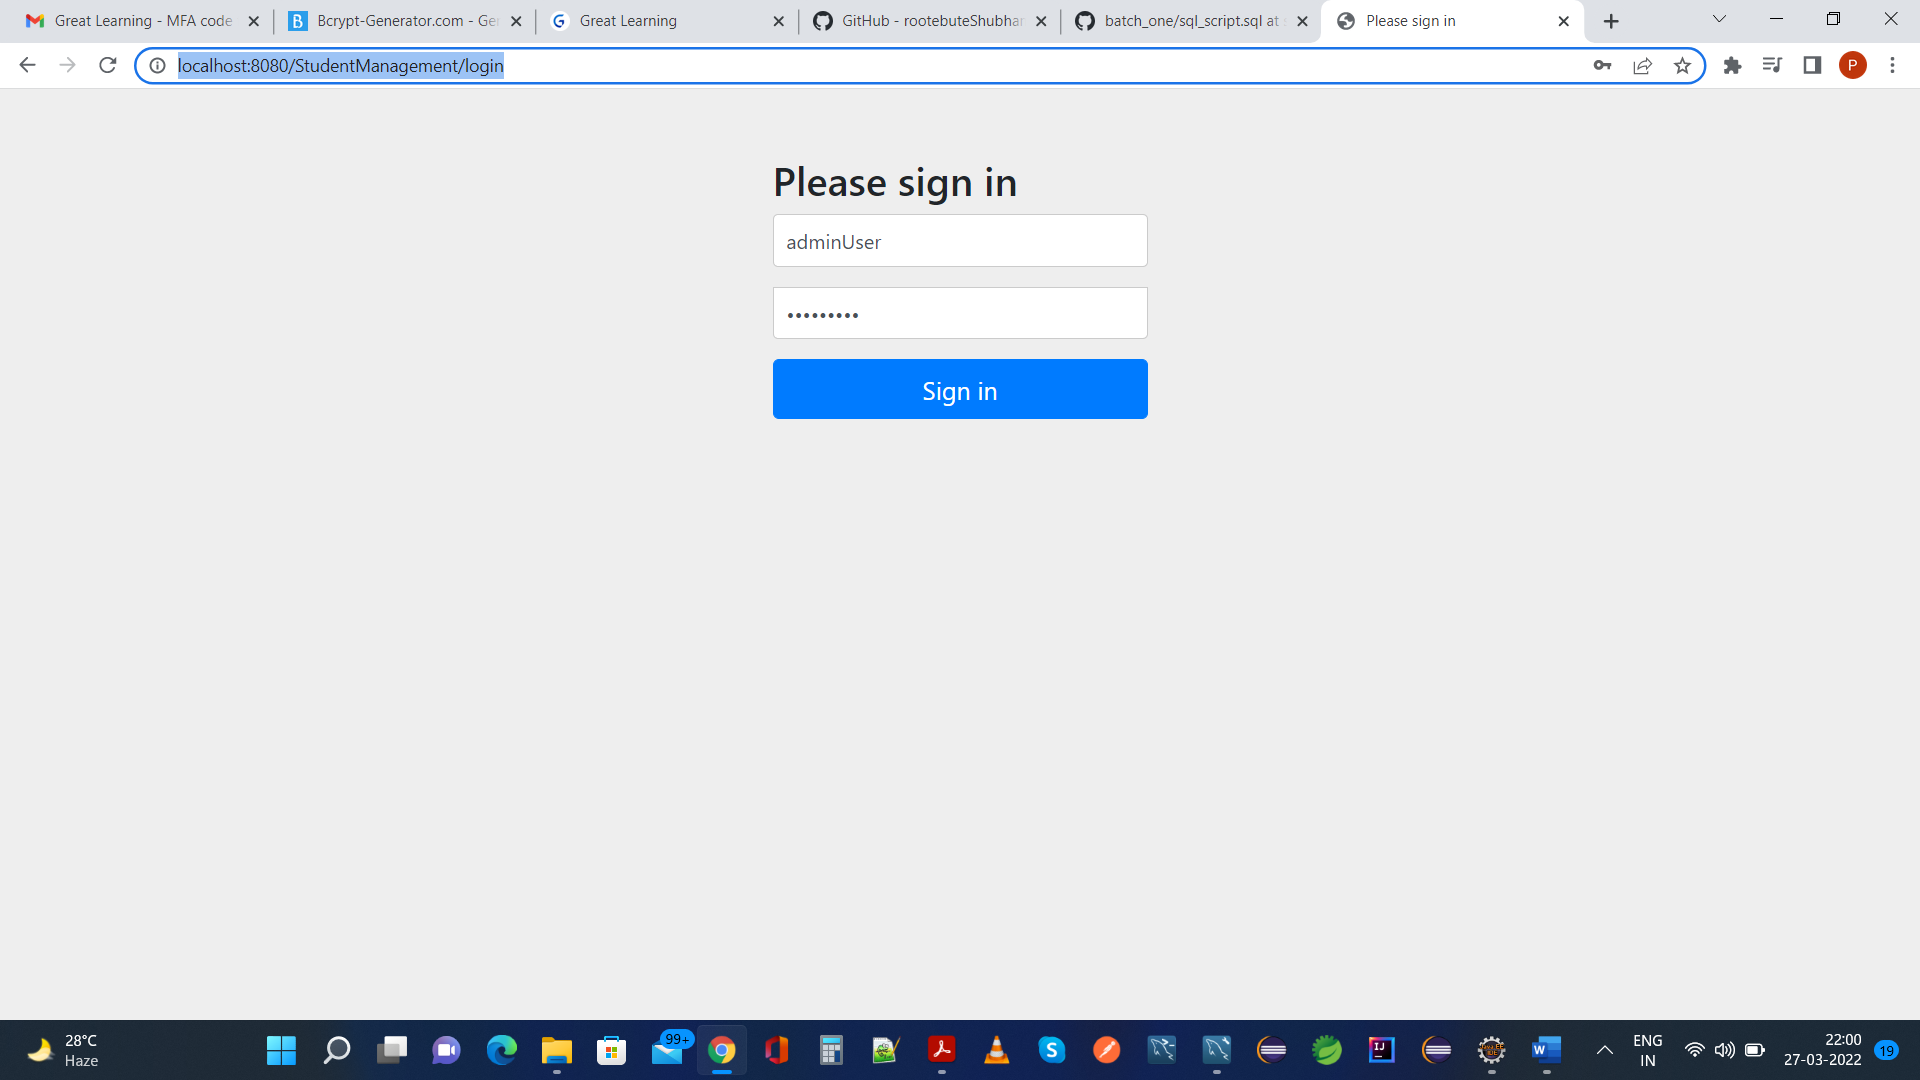 Great Learning - MFA code
Bcrypt-Generator.com - Ger
Great Learning
GitHub - rootebuteShubhar
batch_one/sql_script.sql at s
Please sign in
localhost:8080/StudentManagement/login
P
Please sign in
adminUser
•••••••••
Sign in
28°C
Haze
99+
ENG
IN
22:00
27-03-2022
19